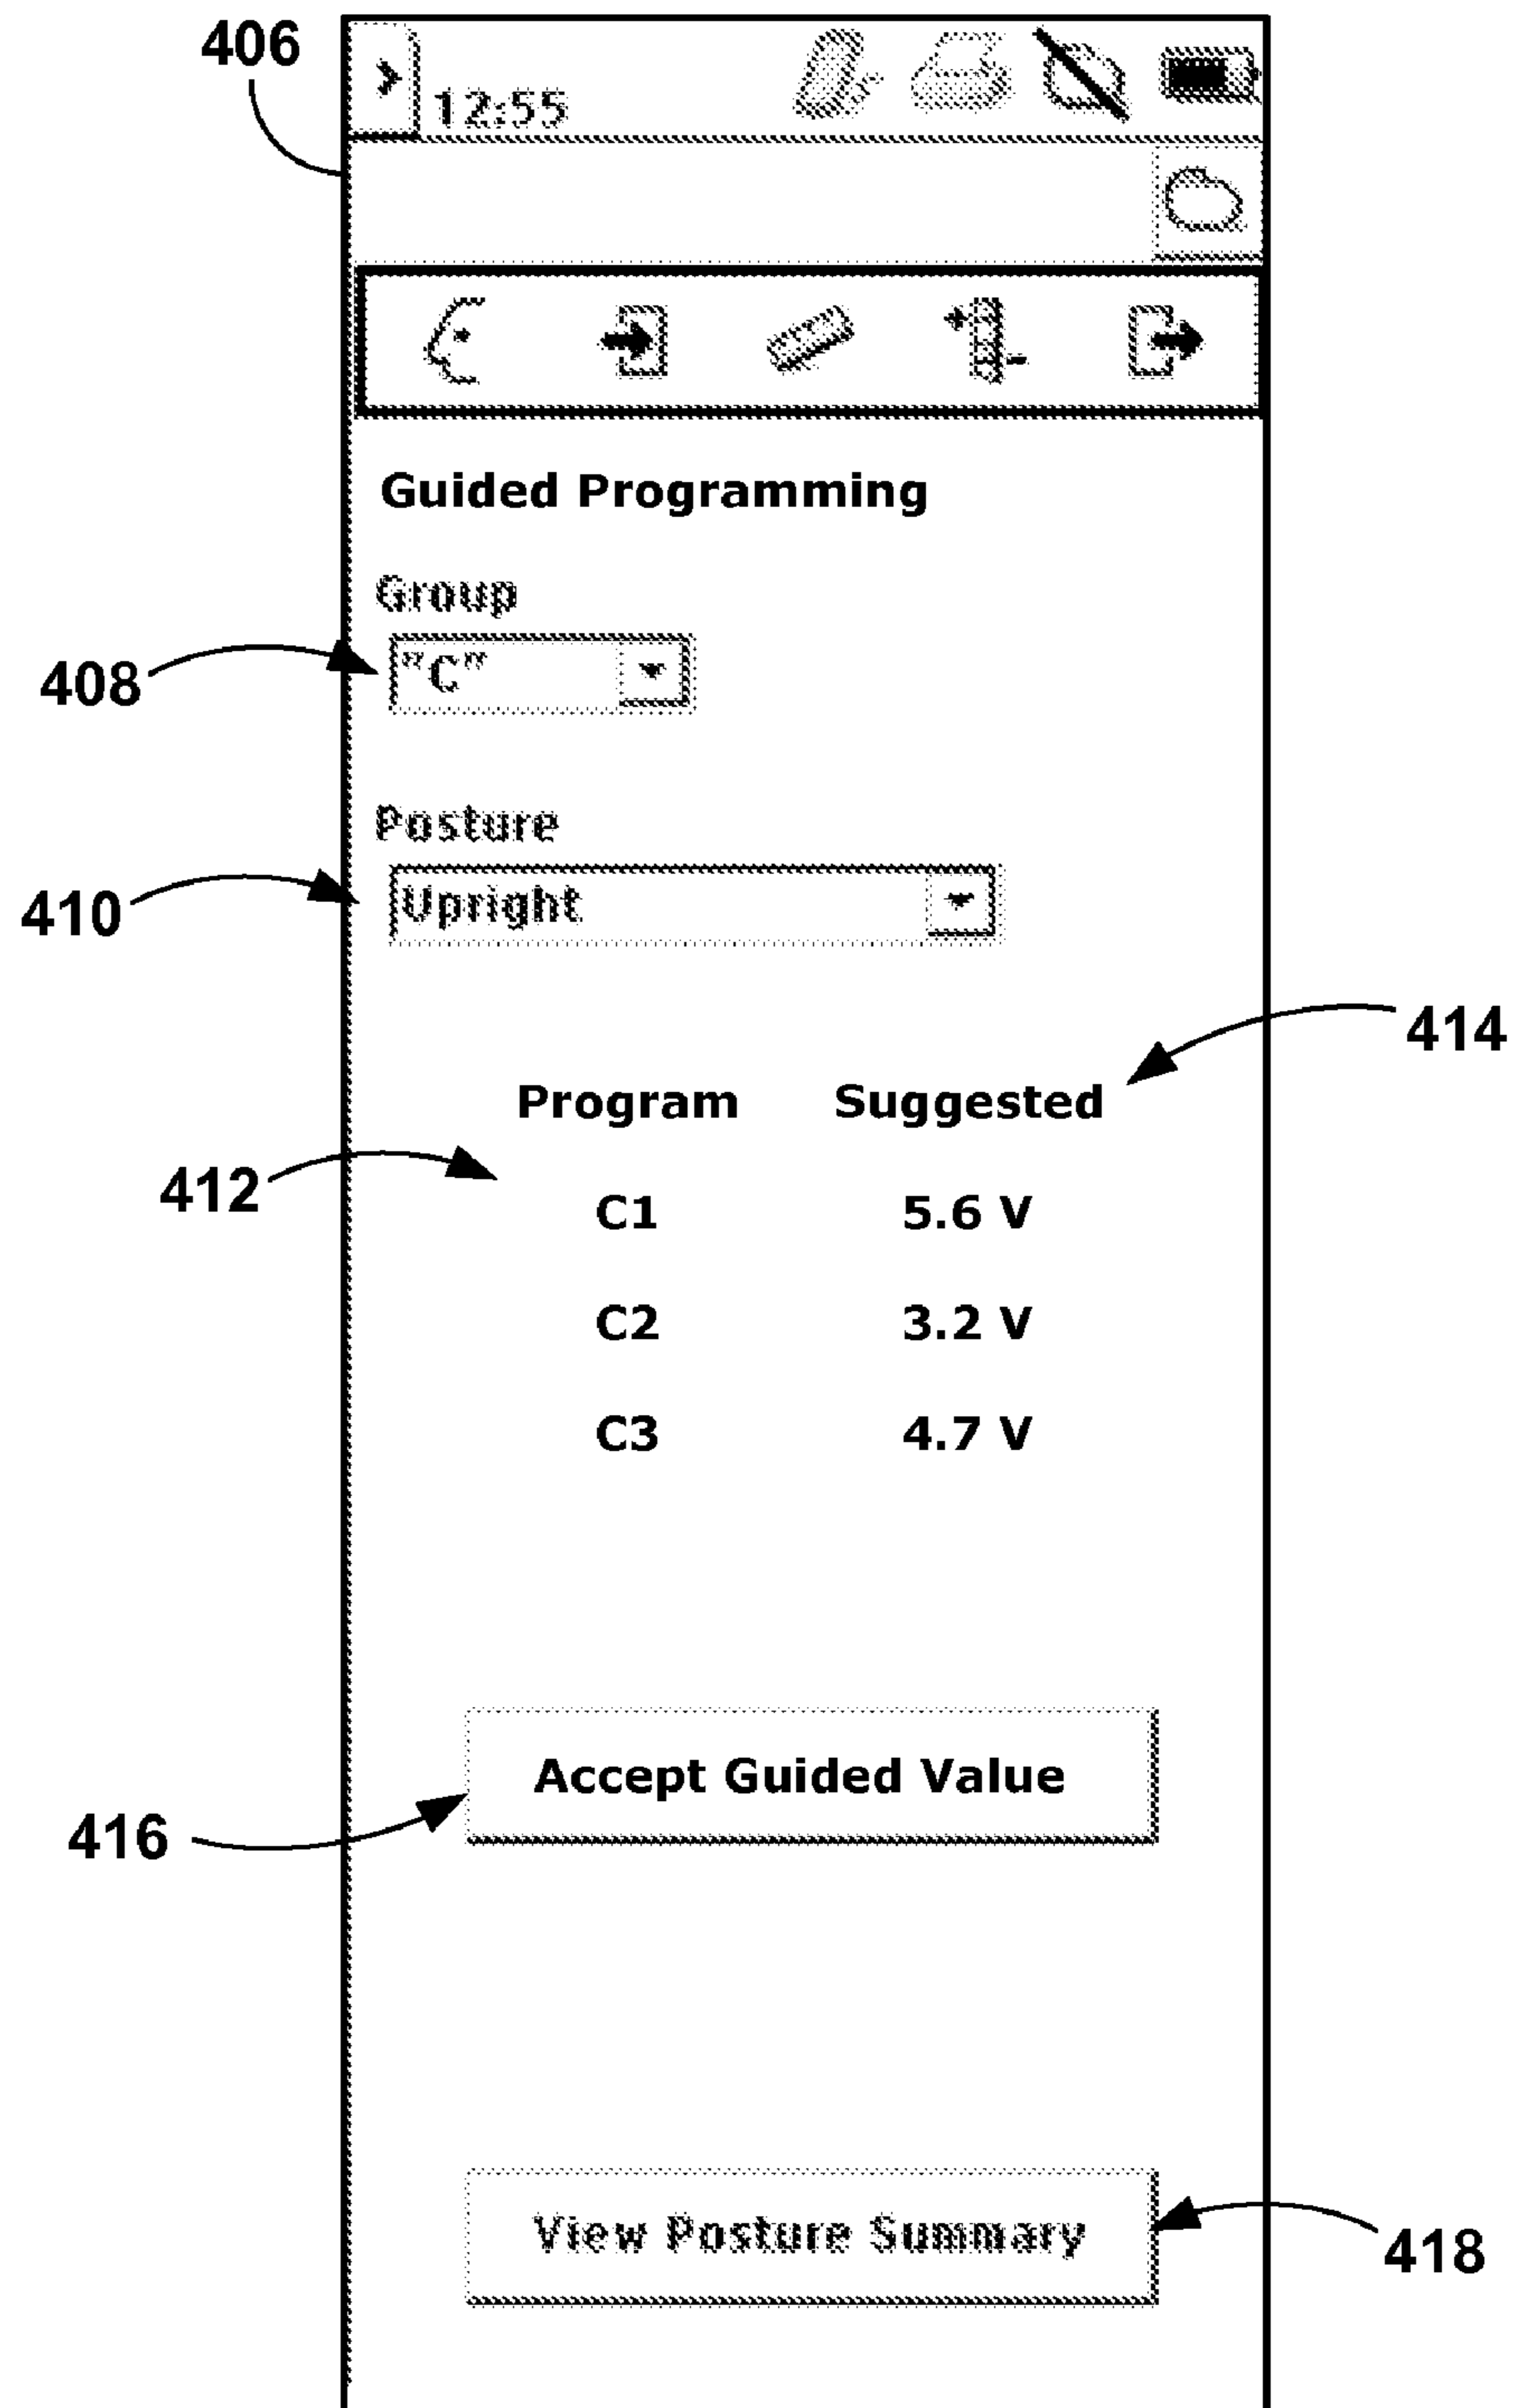 406
12:55
Guided Programming
Group
408
"C"
Posture
410
Upright
414
Program Suggested
412
C1 5.6 V
C2 3.2 V
C3 4.7 V
Accept Guided Value
416
View Posture Summary
418